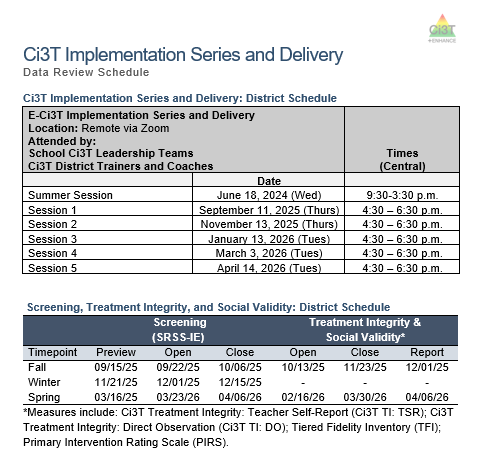 Ci3T
+ENHANCE
Ci3T Implementation Series and Delivery
Data Review Schedule
Ci3T Implementation Series and Delivery: District Schedule
E-Ci3T Implementation Series and Delivery
Location: Remote via Zoom
Attended by:
School Ci3T Leadership Teams
Ci3T District Trainers and Coaches
Times
(Central)
Date
Summer Session June 18, 2024 (Wed) 9:30-3:30 p.m.
Session 1 September 11, 2025 (Thurs) 4:30 – 6:30 p.m.
Session 2 November 13, 2025 (Thurs) 4:30 – 6:30 p.m.
Session 3 January 13, 2026 (Tues) 4:30 – 6:30 p.m.
Session 4 March 3, 2026 (Tues) 4:30 – 6:30 p.m.
Session 5 April 14, 2026 (Tues) 4:30 – 6:30 p.m.
Screening, Treatment Integrity, and Social Validity: District Schedule
Screening Treatment Integrity &
(SRSS-IE) Social Validity*
Timepoint Preview Open Close Open Close Report
Fall 09/15/25 09/22/25 10/06/25 10/13/25 11/23/25 12/01/25
Winter 11/21/25 12/01/25 12/15/25 - - -
Spring 03/16/25 03/23/26 04/06/26 02/16/26 03/30/26 04/06/26
*Measures include: Ci3T Treatment Integrity: Teacher Self-Report (Ci3T TI: TSR); Ci3T
Treatment Integrity: Direct Observation (Ci3T TI: DO); Tiered Fidelity Inventory (TFI);
Primary Intervention Rating Scale (PIRS).